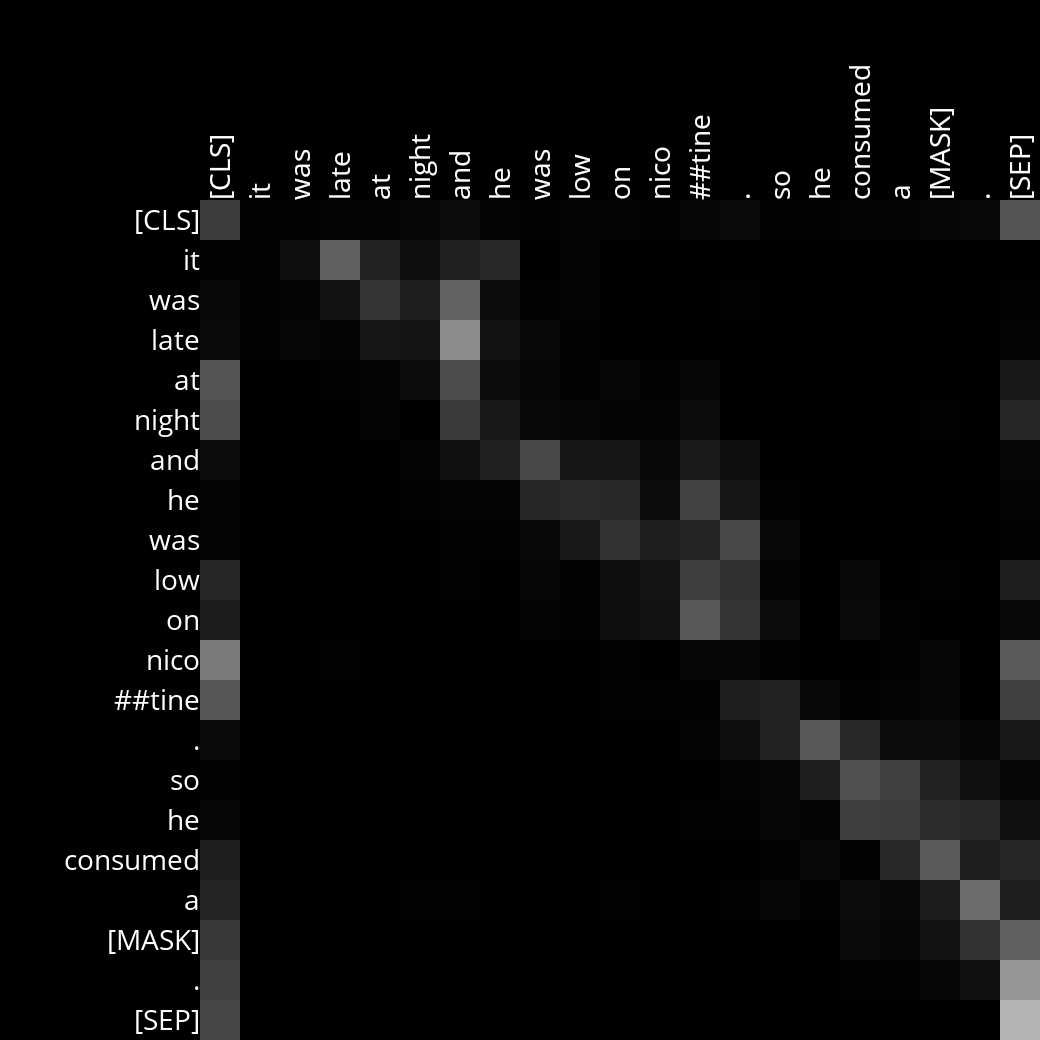 [CLS] it was late at night and he was low on nico ##tine . so he consumed a [MASK] . [SEP]
[CLS]
it
was
late
at
night
and
he
was
low
on
nico
##tine
.
so
he
consumed
a
[MASK]
.
[SEP]